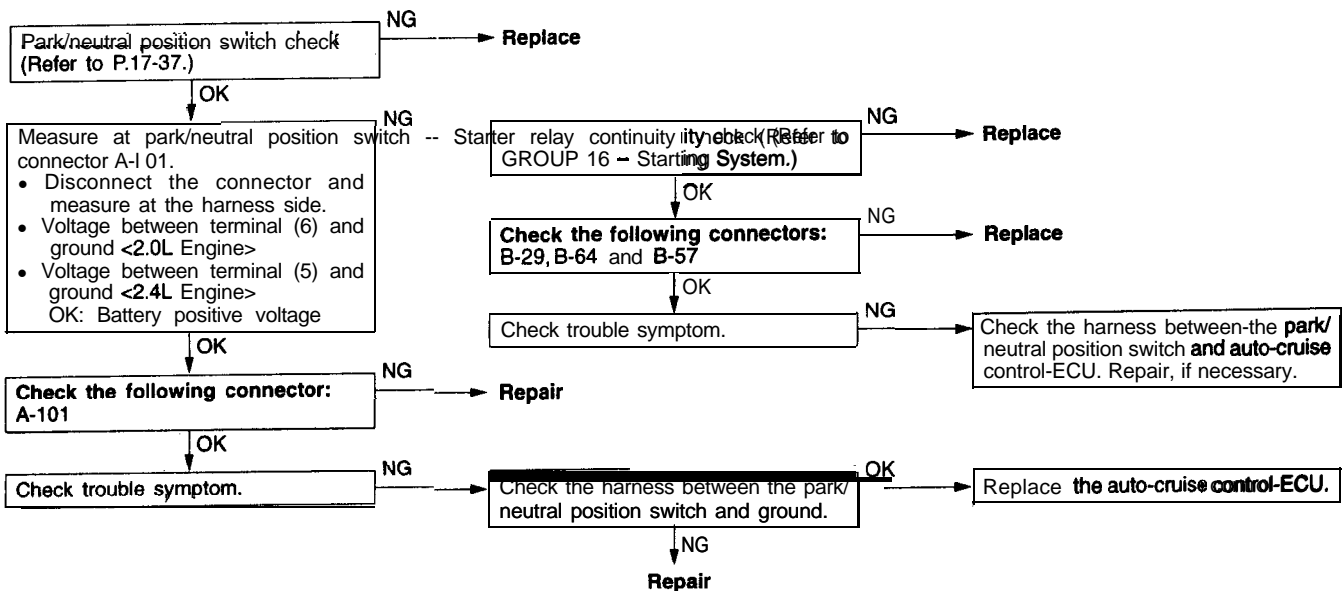 NG
Park/neutral position switch check
(Refer to P.17-37.)
Replace
OK
Measure at park/neutral position switch
connector A-I 01.
• Disconnect the connector and
measure at the harness side.
• Voltage between terminal (6) and
ground <2.0L Engine>
• Voltage between terminal (5) and
ground <2.4L Engine>
OK: Battery positive voltage
NG
-- Starter relay continuity check (Refer to
GROUP 16 – Starting System.)
NG
Replace
OK
Check the following connectors:
B-29, B-64 and B-57
NG
Replace
OK
Check trouble symptom.
NG
Check the harness between-the park/
neutral position switch and auto-cruise
control-ECU. Repair, if necessary.
OK
Check the following connector:
A-101
NG
Repair
OK
Check trouble symptom.
NG
Check the harness between the park/
neutral position switch and ground.
OK
Replace the auto-cruise control-ECU.
NG
Repair